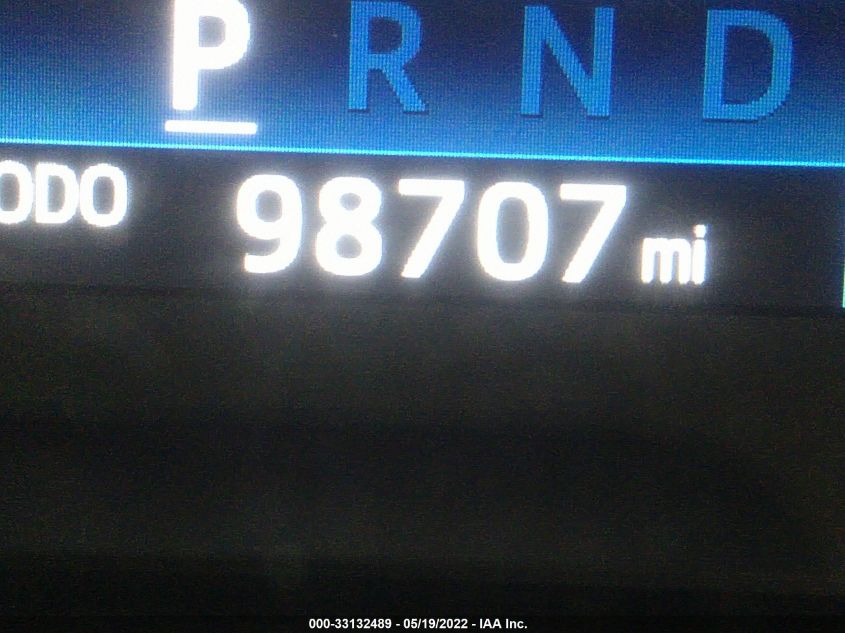 P R N D
ODO 98707 mi
000-33132489 - 05/19/2022 - IAA Inc.